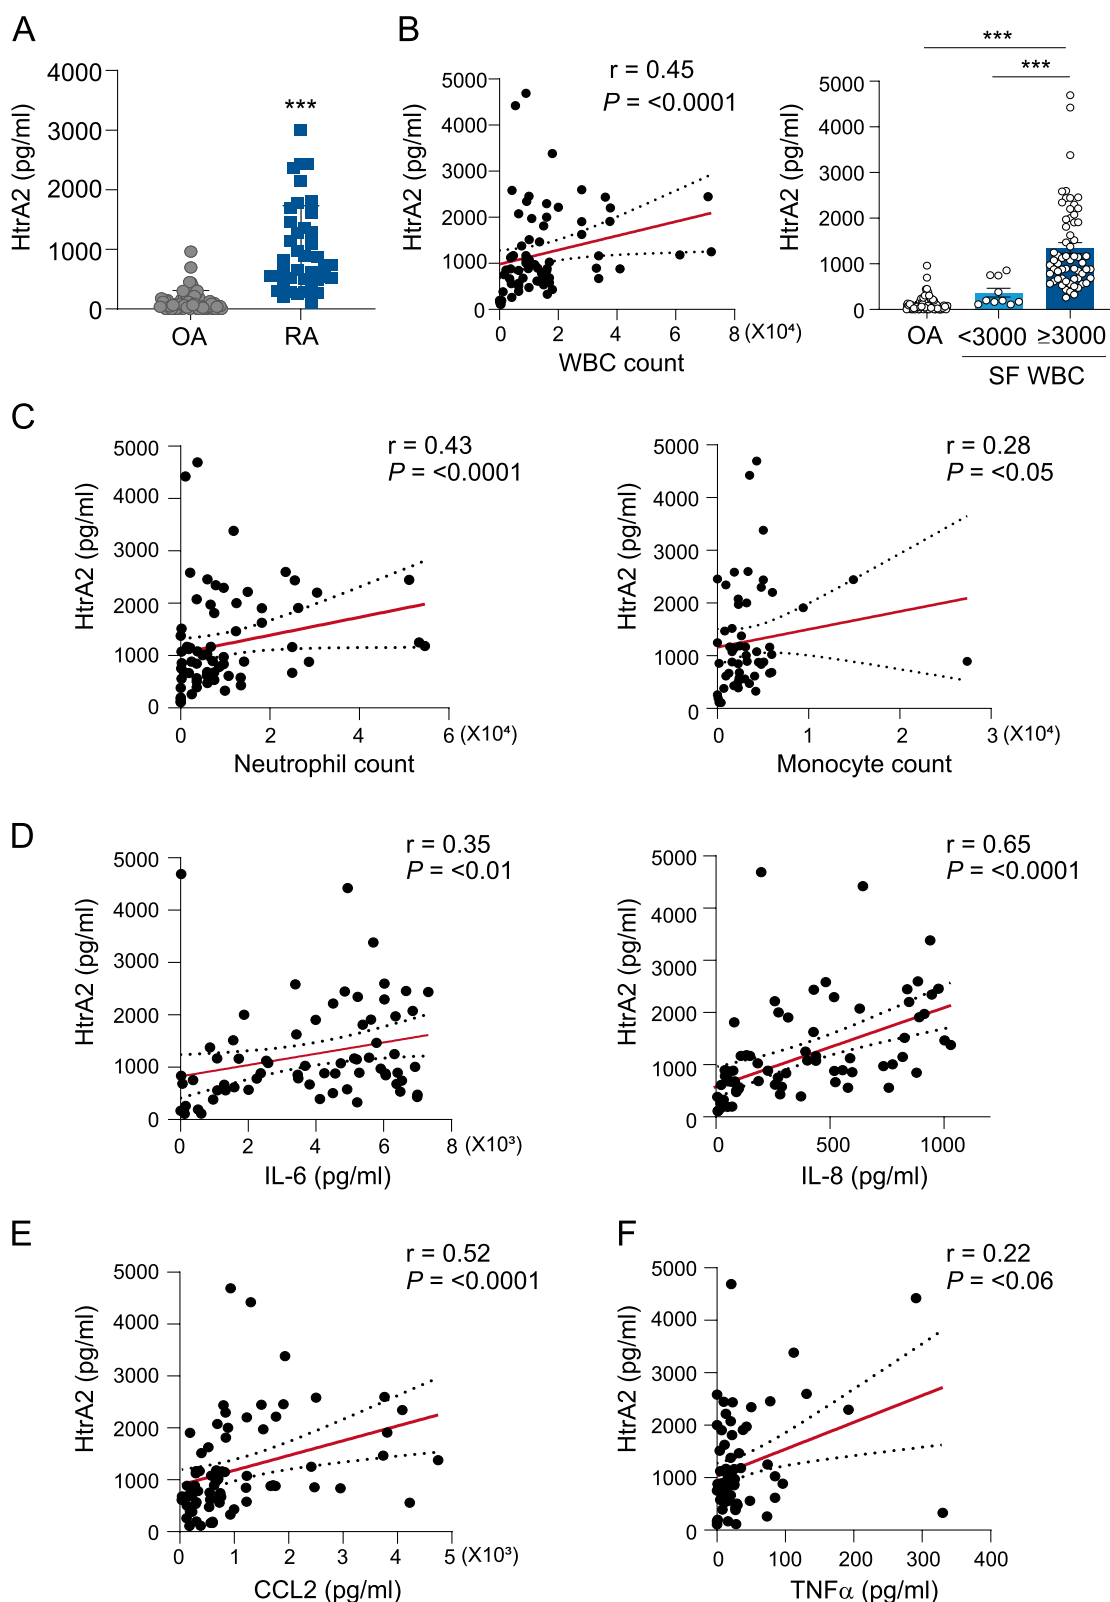 A
HtrA2 (pg/ml)
4000
3000
2000
1000
0
***
OA
RA
B
HtrA2 (pg/ml)
5000
4000
3000
2000
1000
0
r = 0.45
P = <0.0001
0
2
4
6
8
(X10⁴)
WBC count
HtrA2 (pg/ml)
5000
4000
3000
2000
1000
0
***
***
OA
<3000
≥3000
SF WBC
C
HtrA2 (pg/ml)
5000
4000
3000
2000
1000
0
r = 0.43
P = <0.0001
0
2
4
6
(X10⁴)
Neutrophil count
HtrA2 (pg/ml)
5000
4000
3000
2000
1000
0
r = 0.28
P = <0.05
0
1
2
3
(X10⁴)
Monocyte count
D
HtrA2 (pg/ml)
5000
4000
3000
2000
1000
0
r = 0.35
P = <0.01
0
2
4
6
8
(X10³)
IL-6 (pg/ml)
HtrA2 (pg/ml)
5000
4000
3000
2000
1000
0
r = 0.65
P = <0.0001
0
500
1000
IL-8 (pg/ml)
E
HtrA2 (pg/ml)
5000
4000
3000
2000
1000
0
r = 0.52
P = <0.0001
0
1
2
3
4
5
(X10³)
CCL2 (pg/ml)
F
HtrA2 (pg/ml)
5000
4000
3000
2000
1000
0
r = 0.22
P = <0.06
0
100
200
300
400
TNFα (pg/ml)